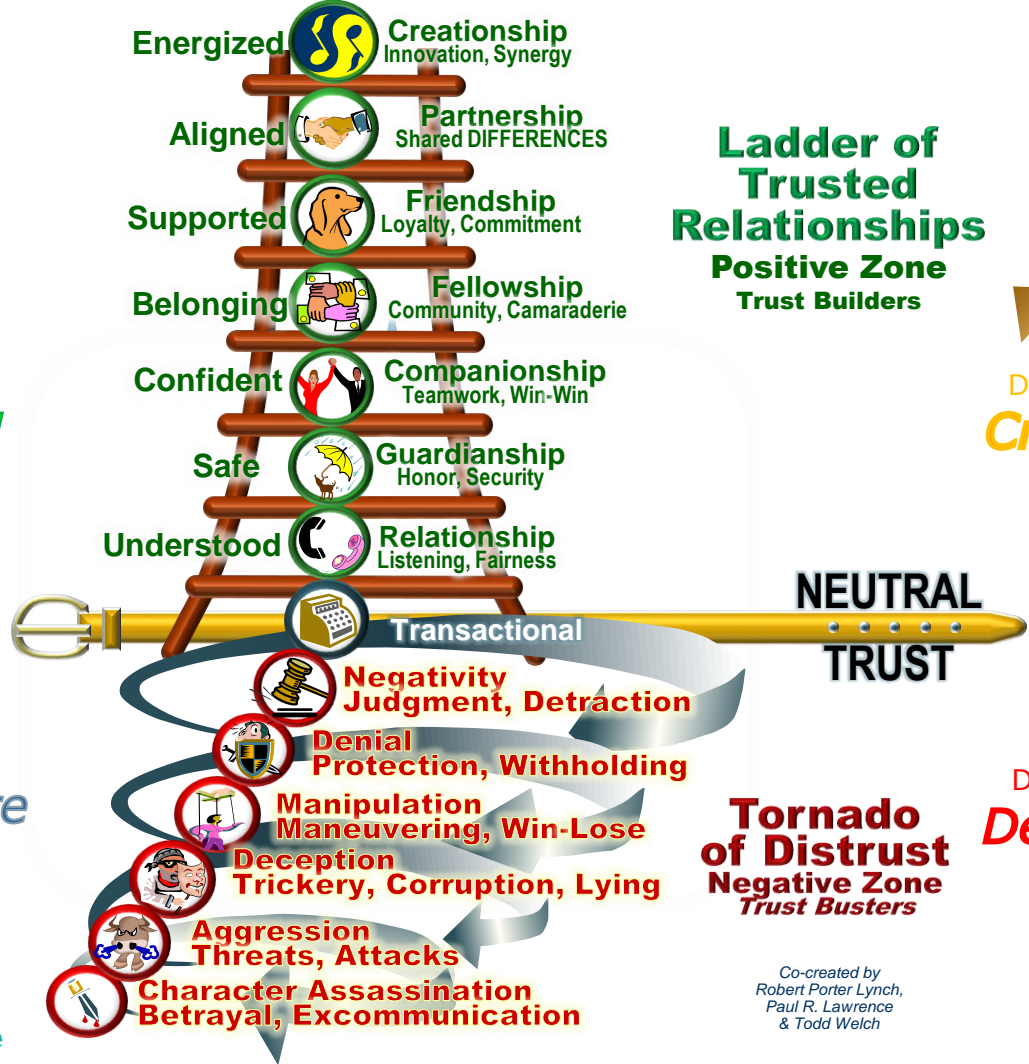 Energized
Creationship
Innovation, Synergy
Aligned
Partnership
Shared DIFFERENCES
Supported
Friendship
Loyalty, Commitment
Belonging
Fellowship
Community, Camaraderie
Confident
Companionship
Teamwork, Win-Win
Safe
Guardianship
Honor, Security
Understood
Relationship
Listening, Fairness
Ladder of
Trusted
Relationships
Positive Zone
Trust Builders
Transactional
NEUTRAL
TRUST
Negativity
Judgment, Detraction
Denial
Protection, Withholding
Manipulation
Maneuvering, Win-Lose
Deception
Trickery, Corruption, Lying
Aggression
Threats, Attacks
Character Assassination
Betrayal, Excommunication
Tornado
of Distrust
Negative Zone
Trust Busters
Co-created by
Robert Porter Lynch,
Paul R. Lawrence
& Todd Welch